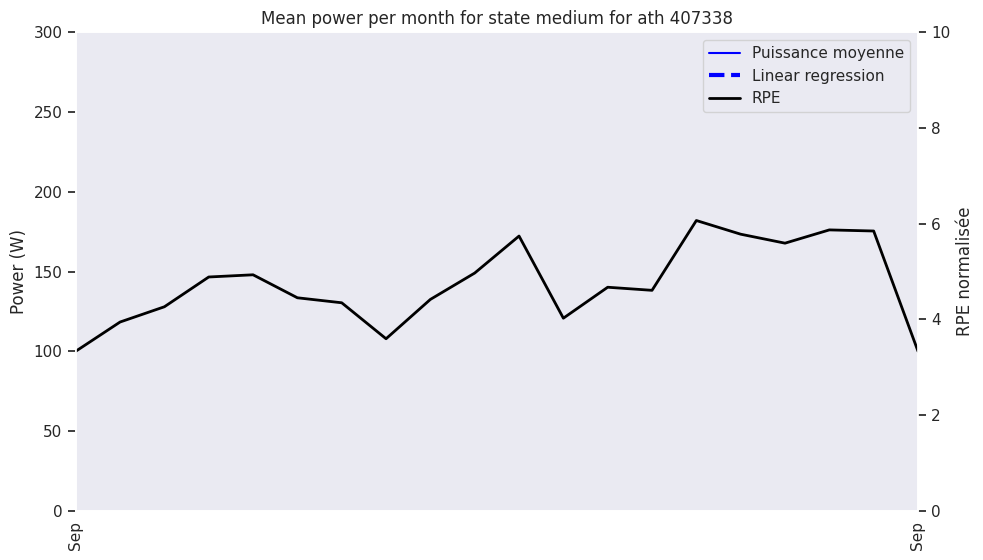 Mean power per month for state medium for ath 407338
Puissance moyenne
Linear regression
RPE
300
250
200
150
100
50
0
Power (W)
10
8
6
4
2
0
RPE normalisée
Sep
Sep